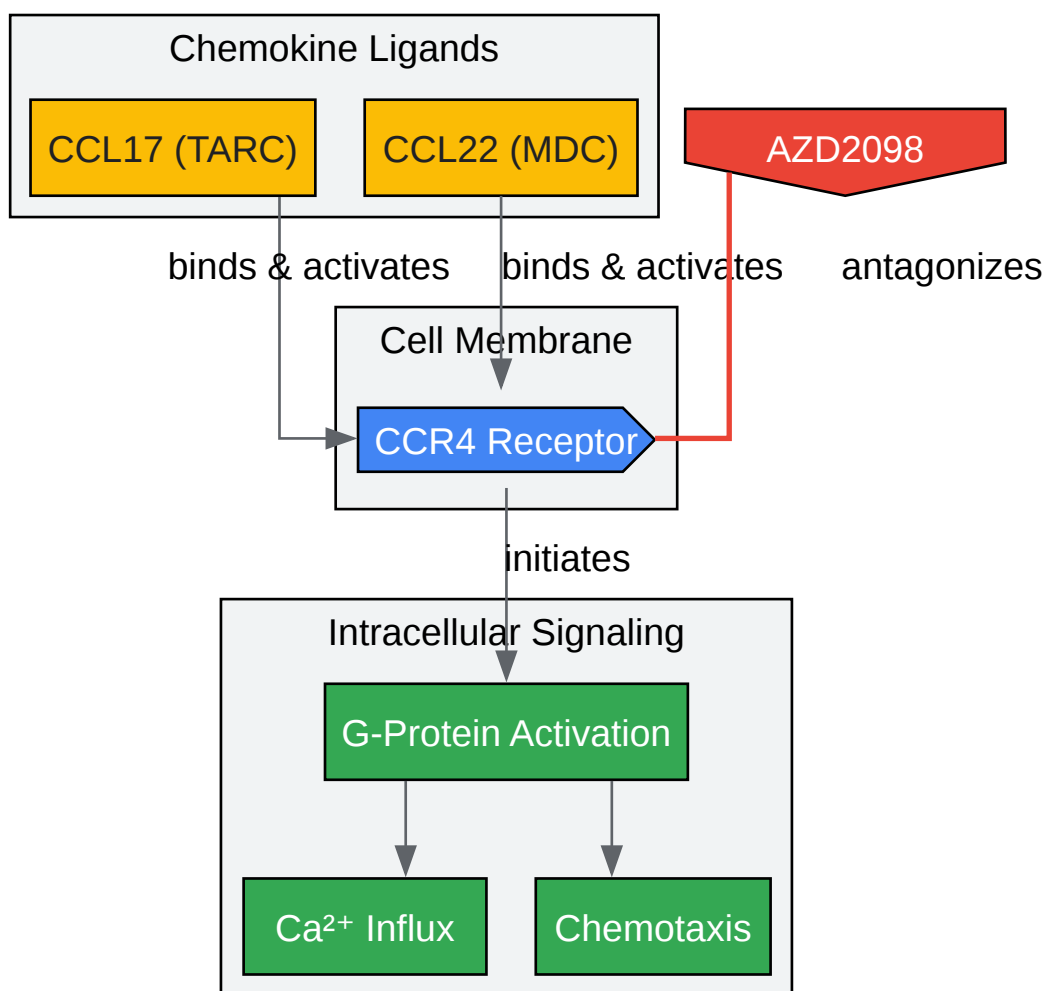 Chemokine Ligands
CCL17 (TARC)
CCL22 (MDC)
AZD2098
binds & activates
binds & activates
antagonizes
Cell Membrane
CCR4 Receptor
initiates
Intracellular Signaling
G-Protein Activation
Ca²⁺ Influx
Chemotaxis